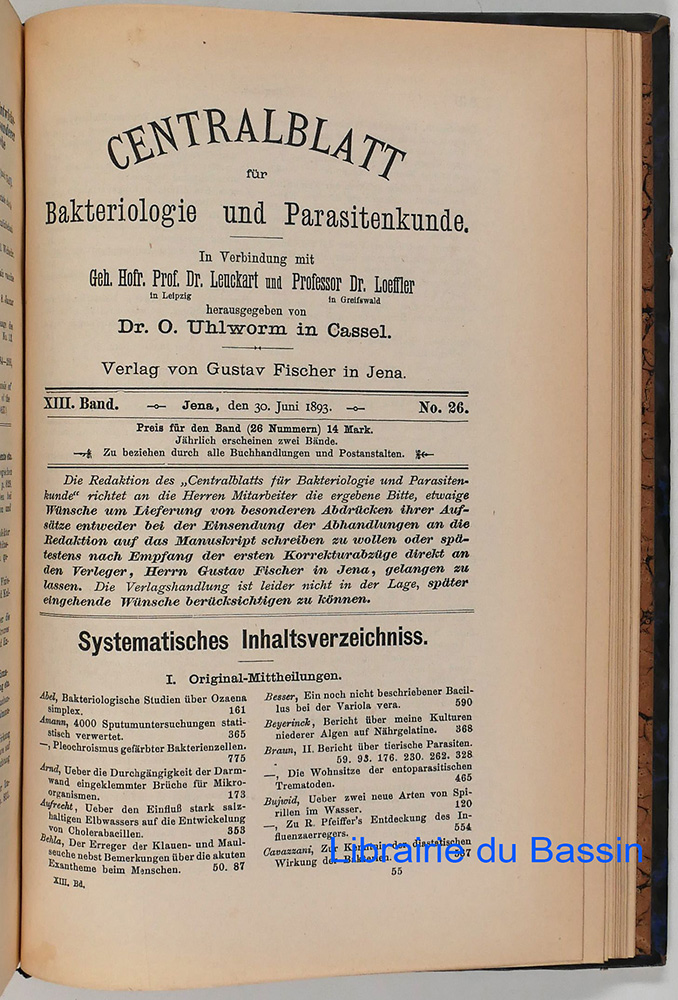 CENTRALBLATT
für
Bakteriologie und Parasitenkunde.
In Verbindung mit
Geh. Hofr. Prof. Dr. Leuckart und Professor Dr. Loeffler
in Leipzig in Greifswald
herausgegeben von
Dr. O. Uhlworm in Cassel.
Verlag von Gustav Fischer in Jena.
XIII. Band. Jena, den 30. Juni 1893. No. 26.
Preis für den Band (26 Nummern) 14 Mark.
Jährlich erscheinen zwei Bände.
Zu beziehen durch alle Buchhandlungen und Postanstalten.
Die Redaktion des „Centralblatts für Bakteriologie und Parasiten-
kunde“ richtet an die Herren Mitarbeiter die ergebene Bitte, etwaige
Wünsche um Lieferung von besonderen Abdrücken ihrer Auf-
sätze entweder bei der Einsendung der Abhandlungen an die
Redaktion auf das Manuskript schreiben zu wollen oder spä-
testens nach Empfang der ersten Korrekturabzüge direkt an
den Verleger, Herrn Gustav Fischer in Jena, gelangen zu
lassen. Die Verlagshandlung ist leider nicht in der Lage, später
eingehende Wünsche berücksichtigen zu können.
Systematisches Inhaltsverzeichniss.
I. Original-Mittheilungen.
Abel, Bakteriologische Studien über Ozaena
simplex. 161
Amann, 4000 Sputumuntersuchungen stati-
stisch verwertet. 365
—, Pleochroismus gefärbter Bakterienzellen.
775
Arnd, Ueber die Durchgängigkeit der Darm-
wand eingeklemmter Brüche für Mikro-
organismen. 173
Aufrecht, Ueber den Einfluß stark salz-
haltigen Elbwassers auf die Entwickelung
von Cholerabacillen. 353
Behla, Der Erreger der Klauen- und Maul-
seuche nebst Bemerkungen über die akuten
Exantheme beim Menschen. 50. 87
XIII. Bd.
Besser, Ein noch nicht beschriebener Bacil-
lus bei der Variola vera. 590
Beyerinck, Bericht über meine Kulturen
niederer Algen auf Nährgelatine. 368
Braun, II. Bericht über tierische Parasiten.
59. 93. 176. 230. 262. 328
—, Die Wohnsitze der entoparasitischen
Trematoden. 465
Bujwid, Ueber zwei neue Arten von Spi-
rillen im Wasser. 120
—, Zu R. Pfeiffer's Entdeckung des In-
fluenzaerregers. 554
Cavazzani, Zur Kenntnis der diastatischen
Wirkung der Bakterien. 587
55
Librairie du Bassin